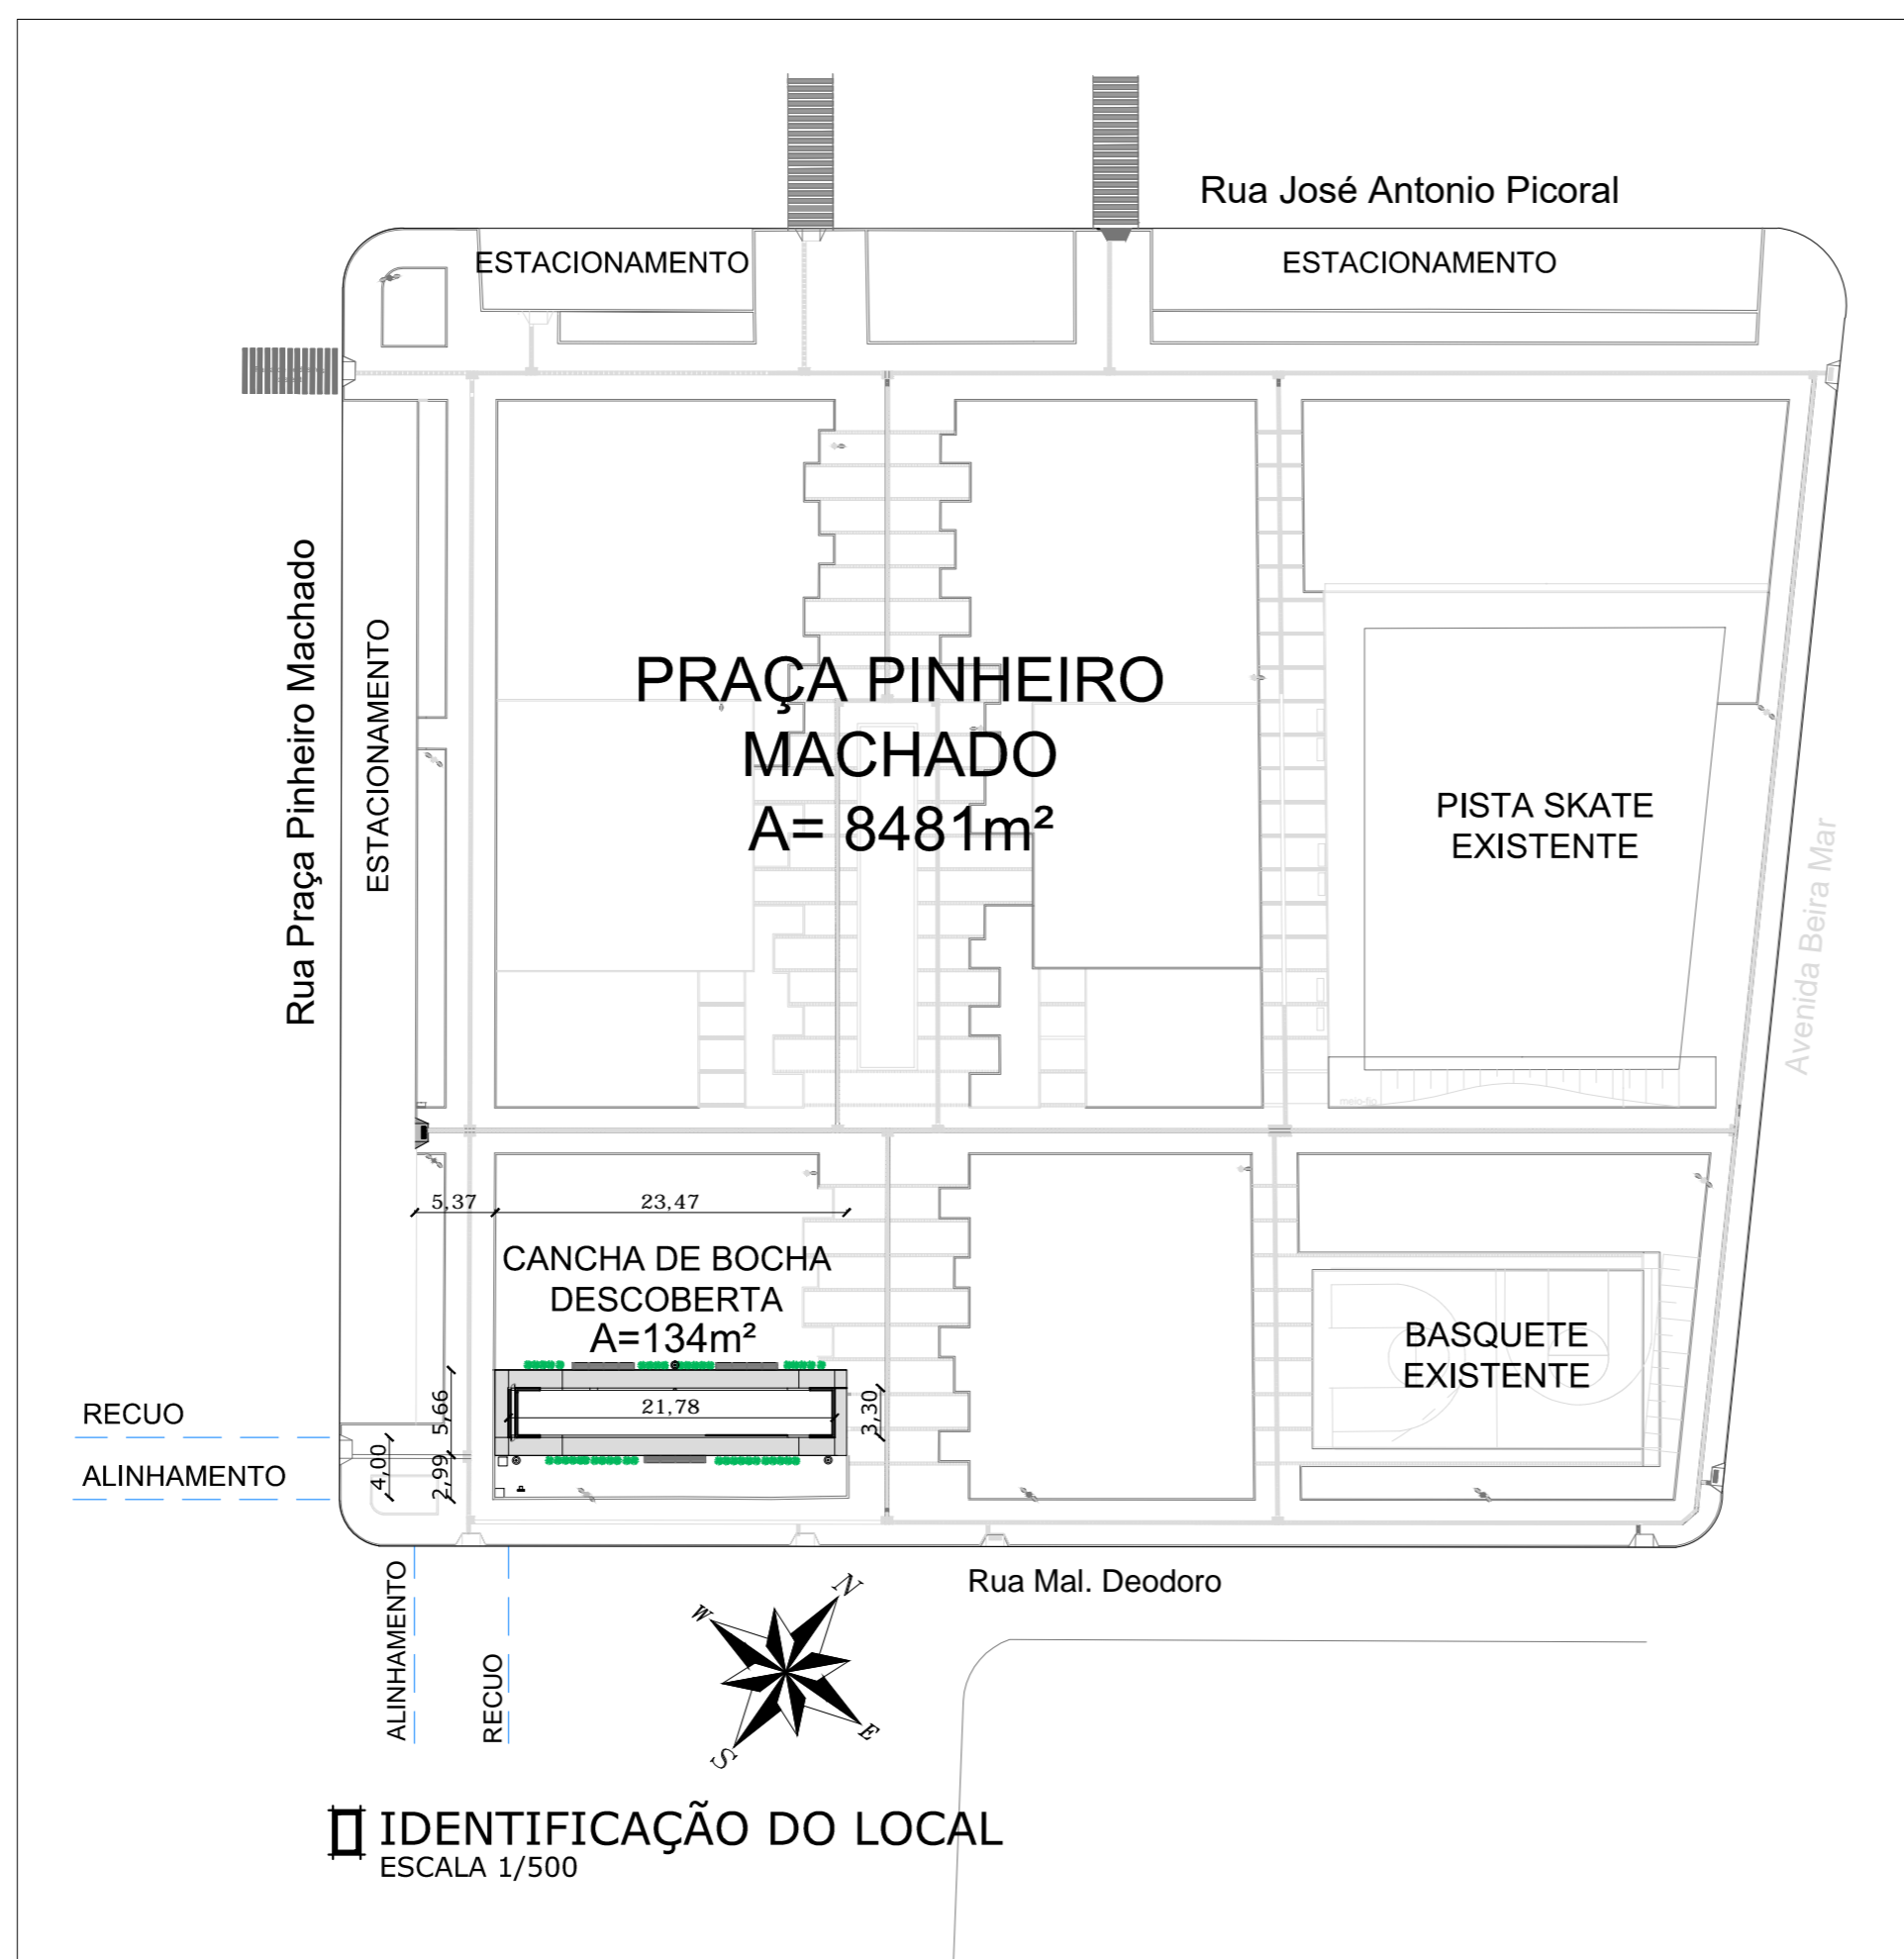 Rua José Antonio Picoral
ESTACIONAMENTO
ESTACIONAMENTO
Rua Praça Pinheiro Machado
ESTACIONAMENTO
PRAÇA PINHEIRO
MACHADO
A= 8481m²
PISTA SKATE
EXISTENTE
Avenida Beira Mar
meio-fio
5,37
23,47
CANCHA DE BOCHA
DESCOBERTA
A=134m²
BASQUETE
EXISTENTE
5,66
21,78
3,30
RECUO
4,00
2,99
ALINHAMENTO
ALINHAMENTO
RECUO
Rua Mal. Deodoro
N
W
E
S
IDENTIFICAÇÃO DO LOCAL
ESCALA 1/500